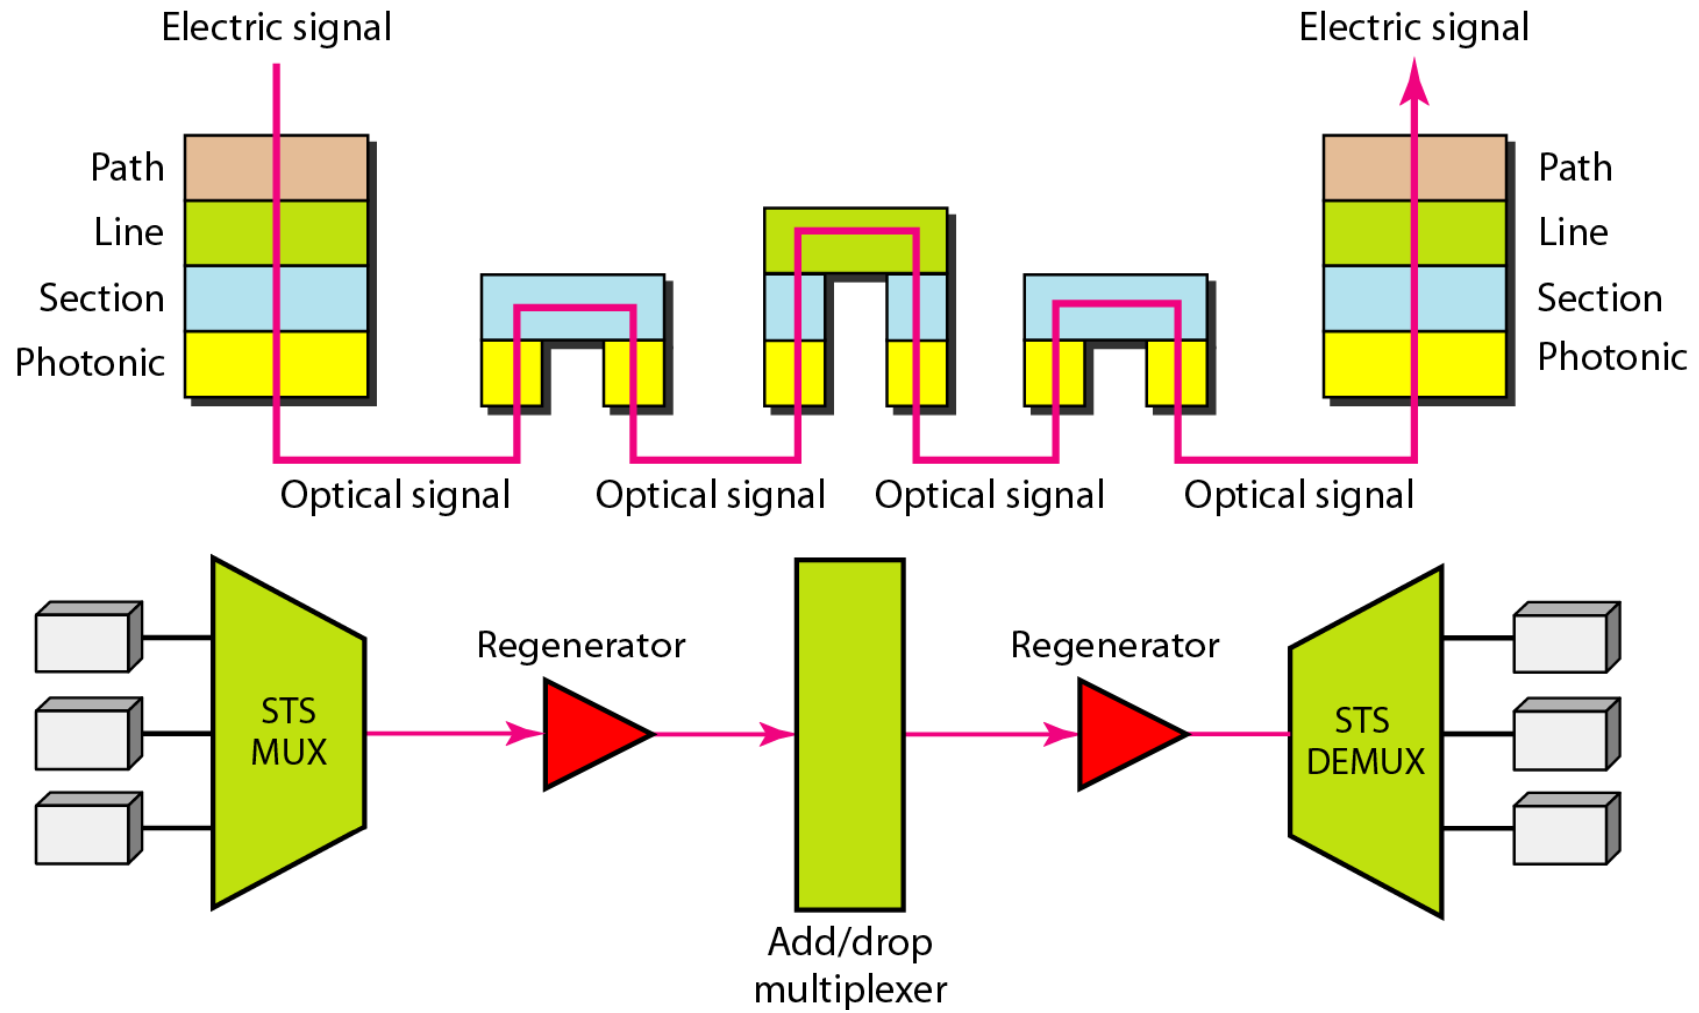 Electric signal
Electric signal
Path
Line
Section
Photonic
Path
Line
Section
Photonic
Optical signal
Optical signal
Optical signal
Optical signal
STS
MUX
Regenerator
Add/drop
multiplexer
Regenerator
STS
DEMUX